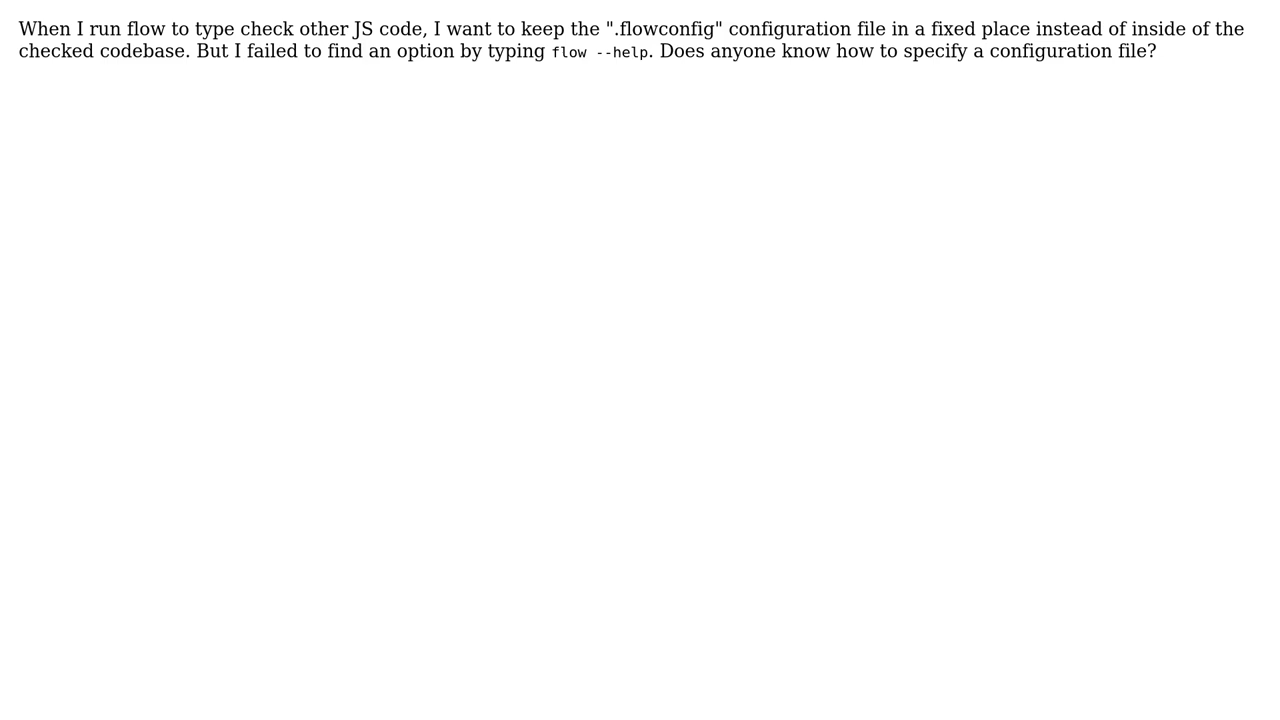 When I run flow to type check other JS code, I want to keep the ".flowconfig" configuration file in a fixed place instead of inside of the
checked codebase. But I failed to find an option by typing flow --help. Does anyone know how to specify a configuration file?